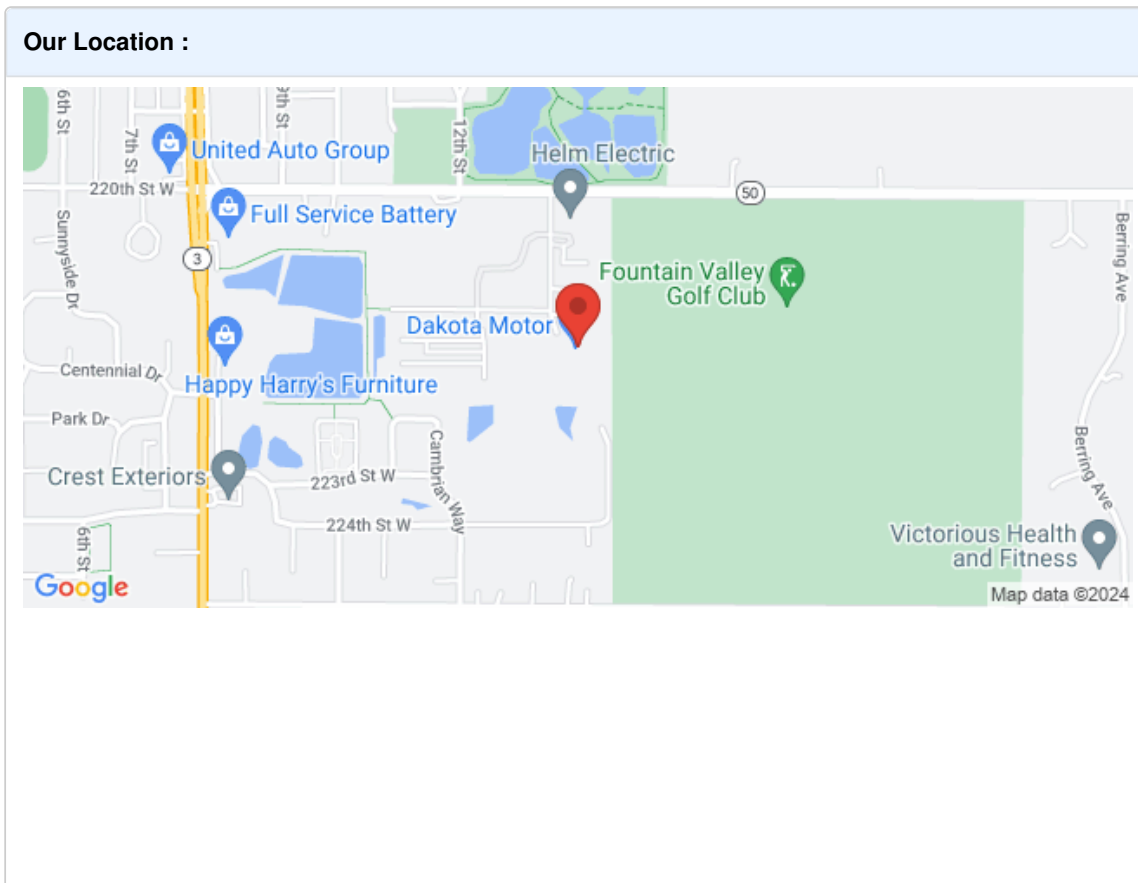 Our Location :
6th St
7th St
9th St
12th St
United Auto Group
Helm Electric
220th St W
50
Full Service Battery
Sunnyside Dr
Berring Ave
3
Fountain Valley
Golf Club
Dakota Motor
Centennial Dr
Happy Harry's Furniture
Park Dr
Cambrian Way
Berring Ave
Crest Exteriors
223rd St W
224th St W
6th St
Victorious Health
and Fitness
Google
Map data ©2024